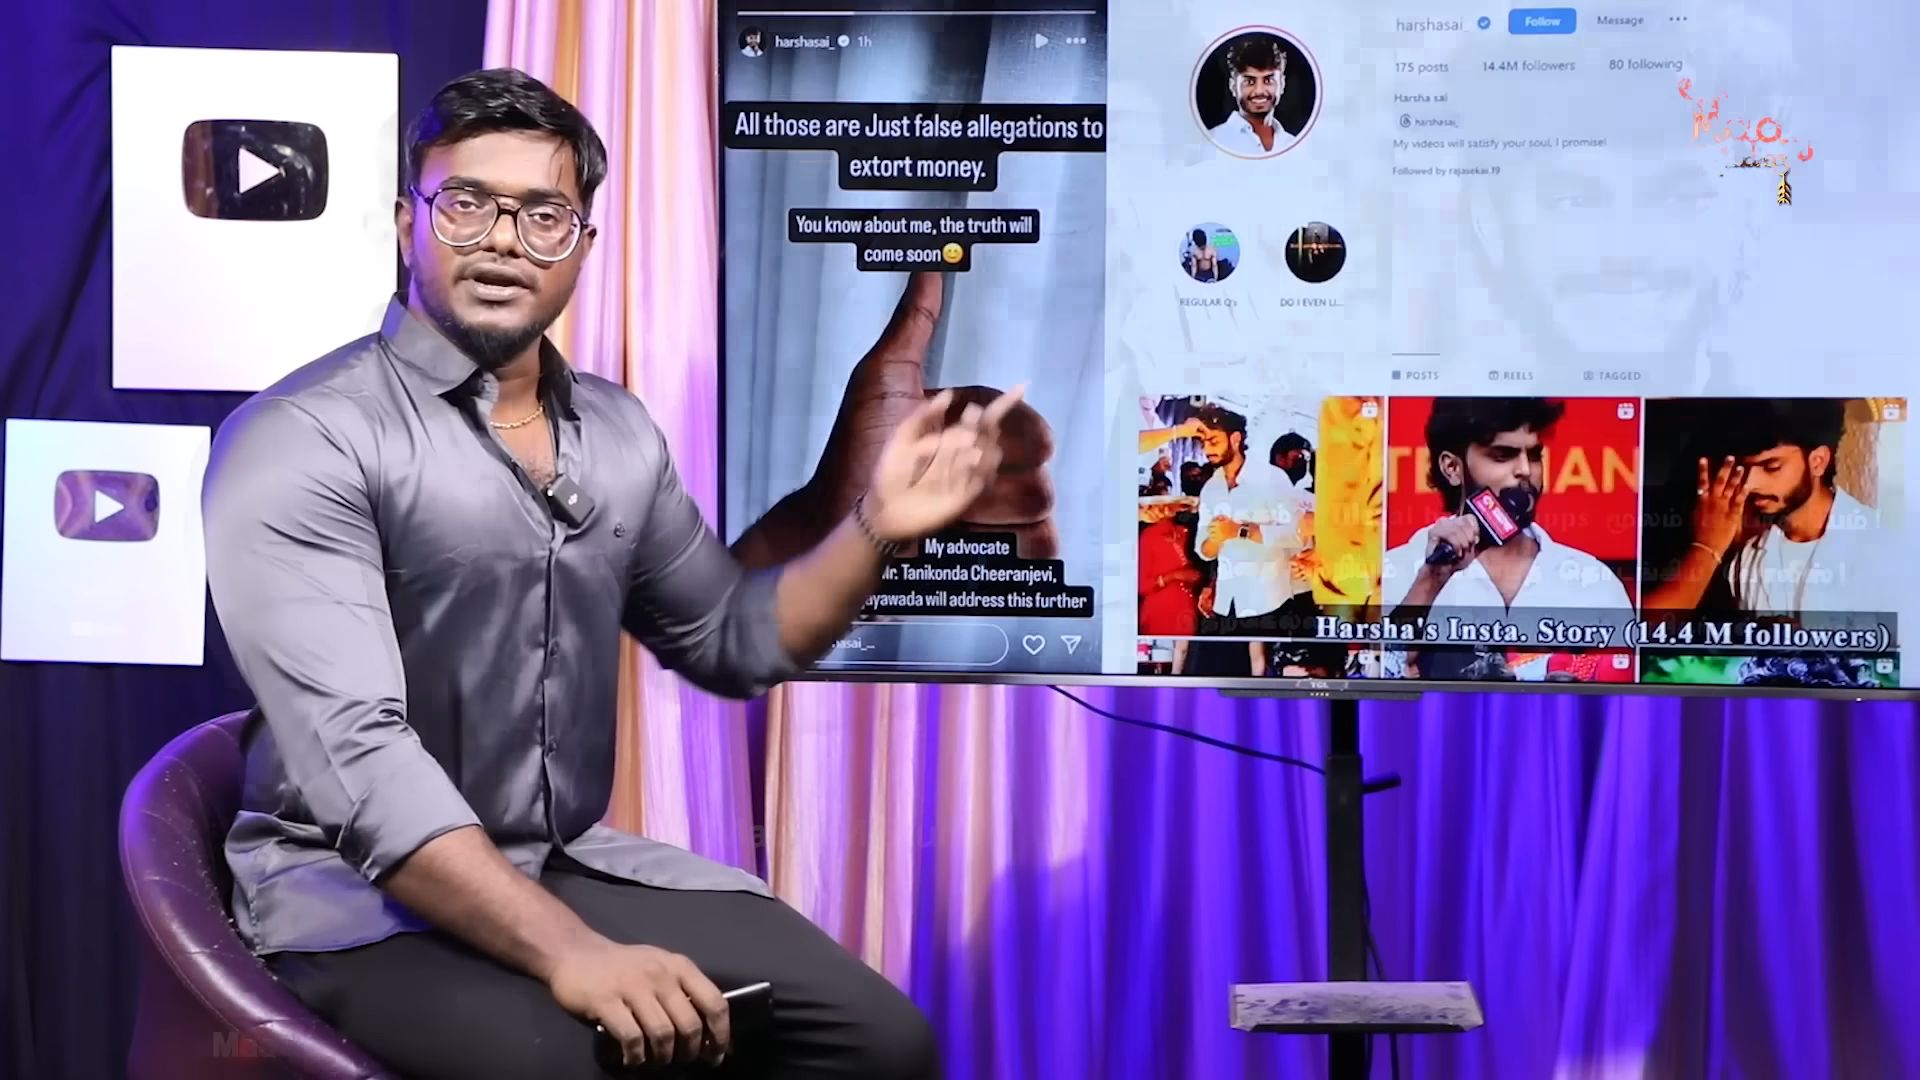 harshasai_ 1h
All those are Just false allegations to
extort money.
You know about me, the truth will
come soon😊
My advocate
Mr. Tanikonda Cheeranjevi,
will address this further
harshasai_ Follow Message
175 posts 14.4M followers 80 following
Harsha sai
harshasai_
My videos will satisfy your soul, I promise!
Followed by rajasekar.19
REGULAR Q's DO I EVEN LI...
POSTS REELS TAGGED
Harsha's Insta. Story (14.4 M followers)
TCL